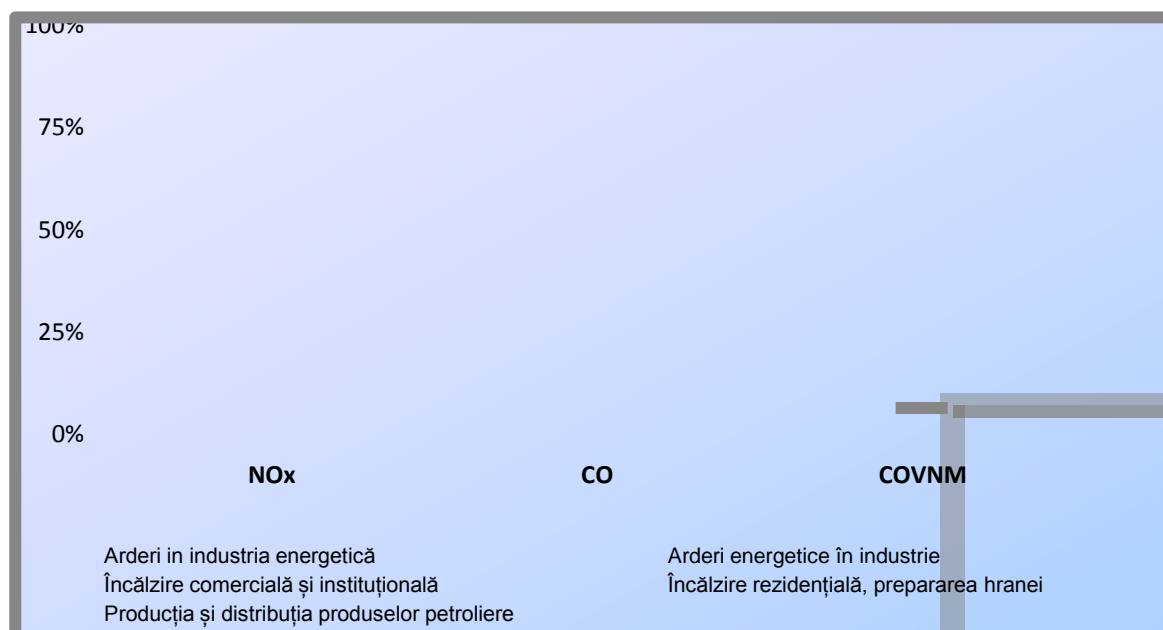 100%
75%
50%
25%
0%
NOx CO COVNM
Arderi in industria energetică Arderi energetice în industrie
Încălzire comercială și instituțională Încălzire rezidențială, prepararea hranei
Producția și distribuția produselor petroliere